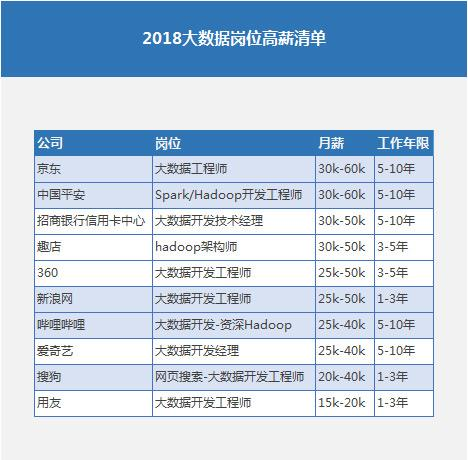 2018大数据岗位高薪清单
公司 岗位 月薪 工作年限
京东 大数据工程师 30k-60k 5-10年
中国平安 Spark/Hadoop开发工程师 30k-60k 5-10年
招商银行信用卡中心 大数据开发技术经理 30k-50k 5-10年
趣店 hadoop架构师 30k-50k 3-5年
360 大数据开发工程师 25k-50k 3-5年
新浪网 大数据开发工程师 25k-50k 1-3年
哔哩哔哩 大数据开发-资深Hadoop 25k-40k 5-10年
爱奇艺 大数据开发经理 25k-40k 5-10年
搜狗 网页搜索-大数据开发工程师 20k-40k 1-3年
用友 大数据开发工程师 15k-20k 1-3年